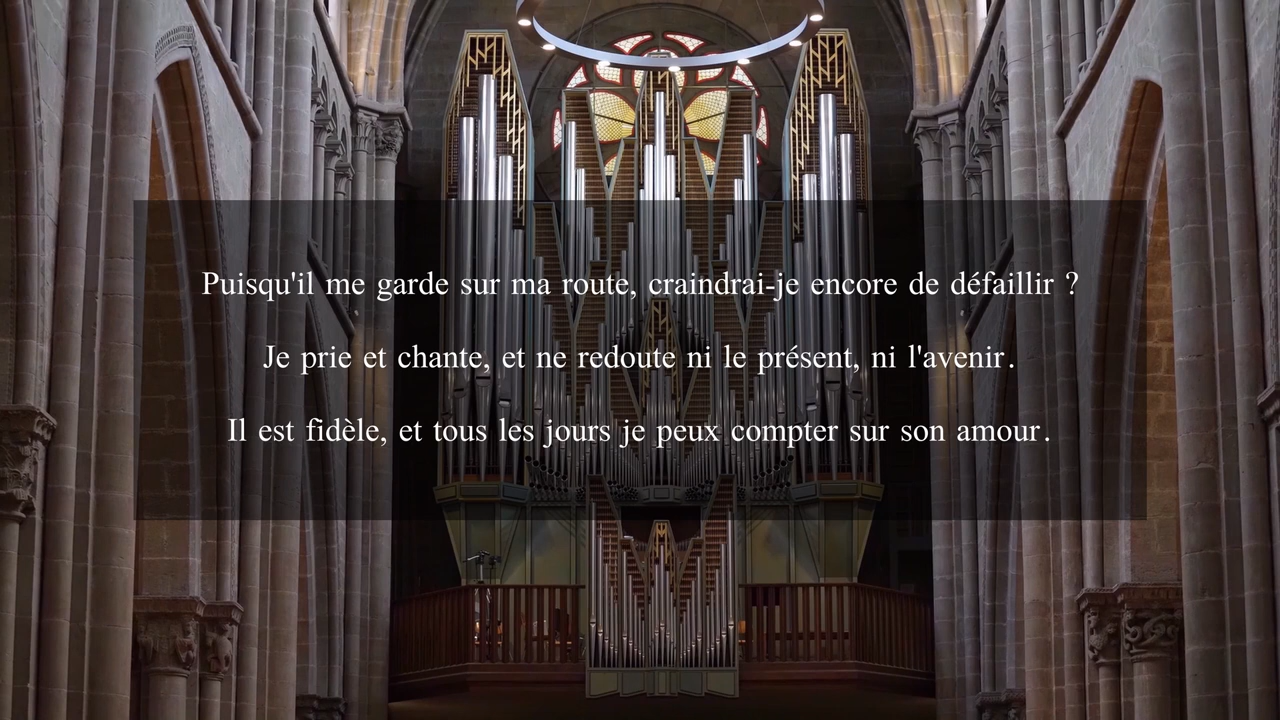 Puisqu'il me garde sur ma route, craindrai-je encore de défaillir ?
Je prie et chante, et ne redoute ni le présent, ni l'avenir.
Il est fidèle, et tous les jours je peux compter sur son amour.